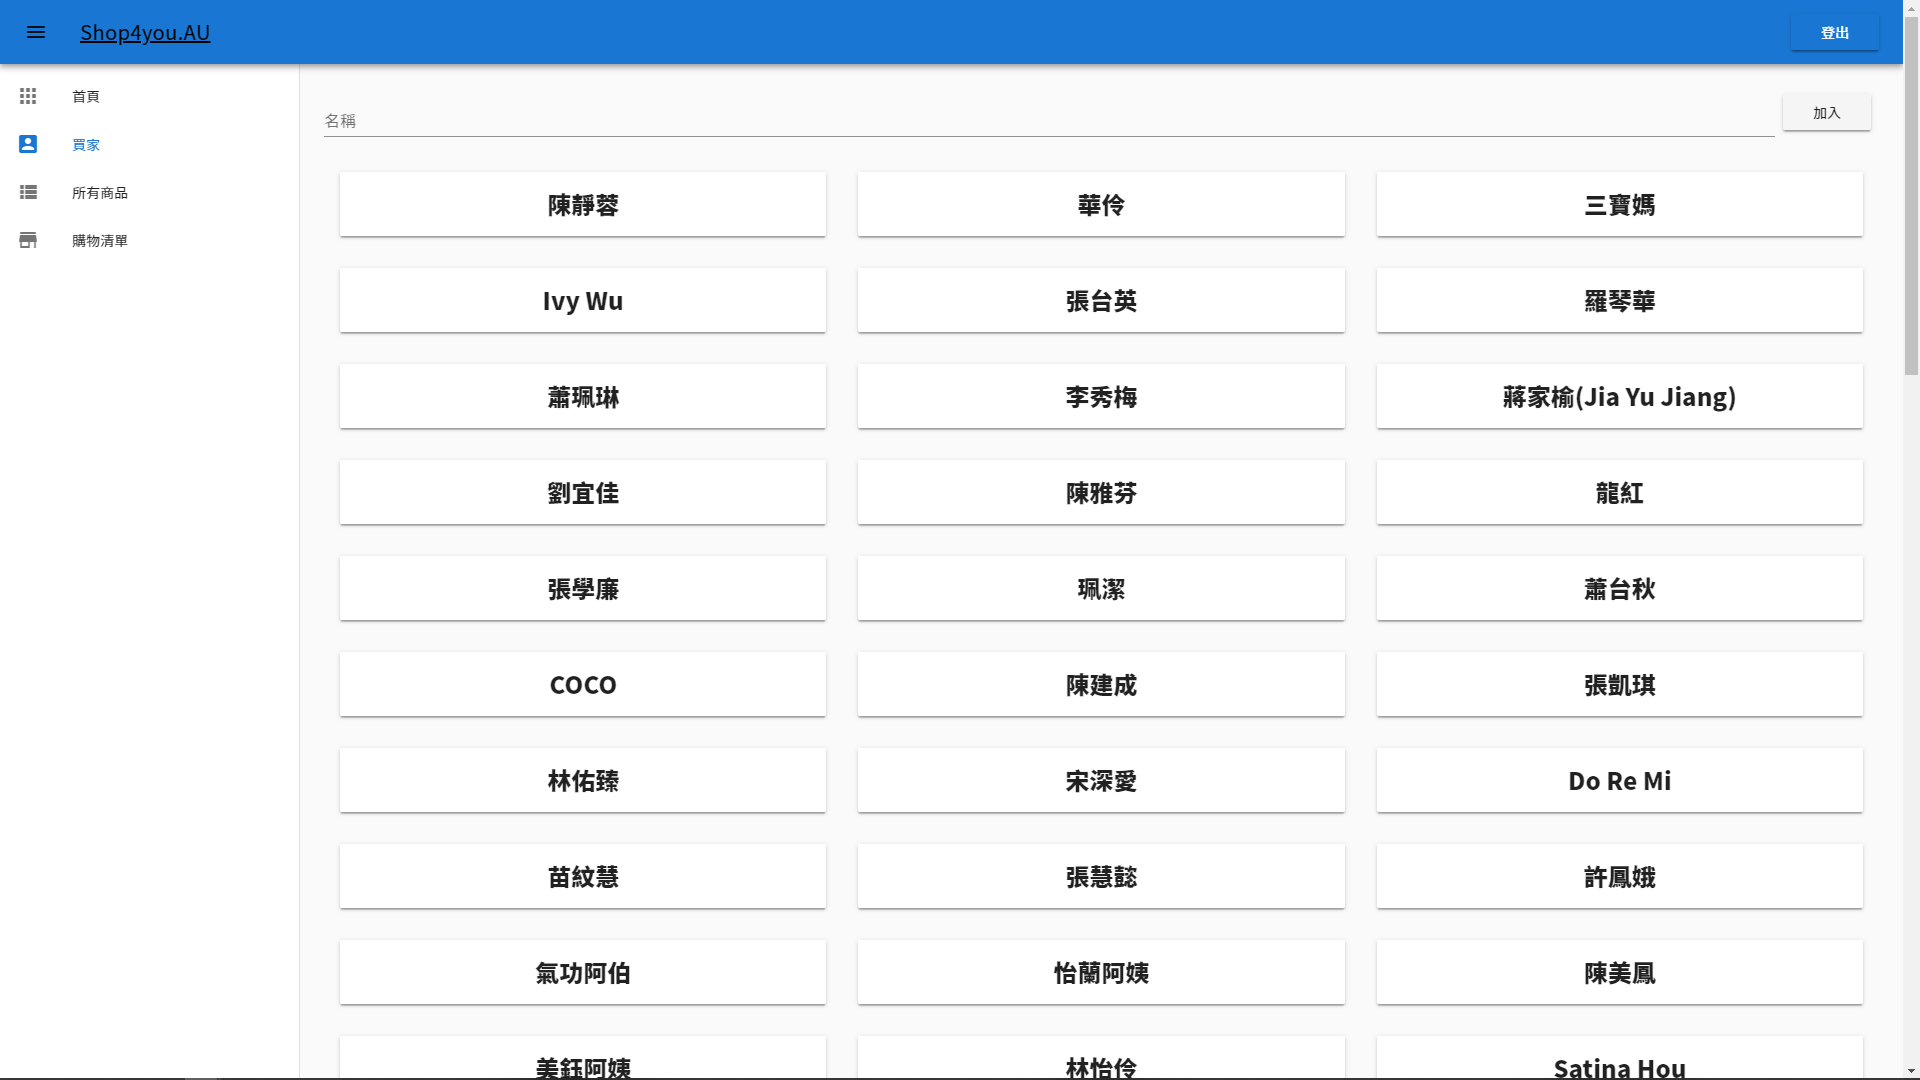 Shop4you.AU
登出
首頁
買家
所有商品
購物清單
名稱
加入
陳靜蓉
華伶
三寶媽
Ivy Wu
張台英
羅琴華
蕭珮琳
李秀梅
蔣家榆(Jia Yu Jiang)
劉宜佳
陳雅芬
龍紅
張學廉
珮潔
蕭台秋
COCO
陳建成
張凱琪
林佑臻
宋深愛
Do Re Mi
苗紋慧
張慧懿
許鳳娥
氣功阿伯
怡蘭阿姨
陳美鳳
美鈺阿姨
林怡伶
Satina Hou